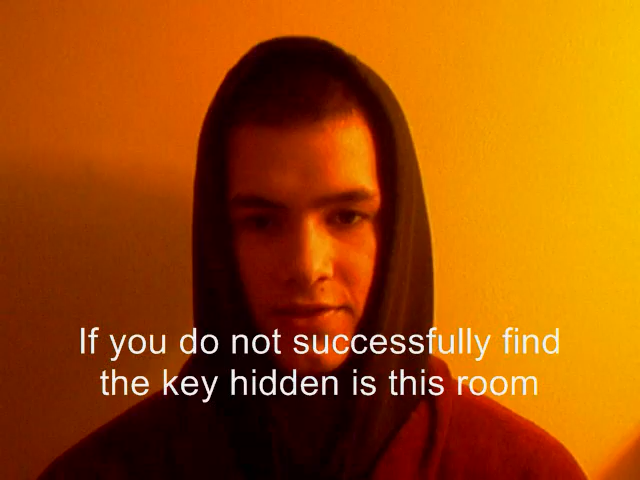 If you do not successfully find
the key hidden is this room